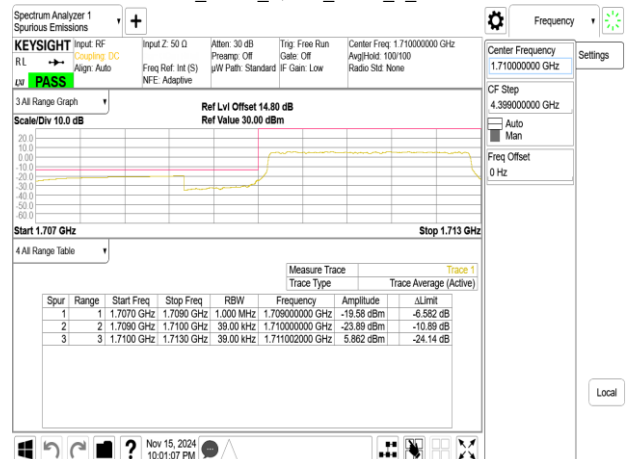 Spectrum Analyzer 1
Spurious Emissions
Frequency
KEYSIGHT
Input: RF
Input Z: 50 Ω
Atten: 30 dB
Trig: Free Run
Center Freq: 1.710000000 GHz
RL
Coupling: DC
Preamp: Off
Gate: Off
Avg|Hold: 100/100
Align: Auto
Freq Ref: Int (S)
µW Path: Standard
IF Gain: Low
Radio Std: None
NFE: Adaptive
PASS
Center Frequency
1.710000000 GHz
Settings
CF Step
4.399000000 GHz
Auto
Man
Freq Offset
0 Hz
3 All Range Graph
Ref Lvl Offset 14.80 dB
Scale/Div 10.0 dB
Ref Value 30.00 dBm
20.0
10.0
0.00
-10.0
-20.0
-30.0
-40.0
-50.0
-60.0
Start 1.707 GHz
Stop 1.713 GHz
4 All Range Table
Measure Trace Trace 1
Trace Type Trace Average (Active)
Spur Range Start Freq Stop Freq RBW Frequency Amplitude ΔLimit
1 1 1.7070 GHz 1.7090 GHz 1.000 MHz 1.709000000 GHz -19.58 dBm -6.582 dB
2 2 1.7090 GHz 1.7100 GHz 39.00 kHz 1.710000000 GHz -23.89 dBm -10.89 dB
3 3 1.7100 GHz 1.7130 GHz 39.00 kHz 1.711002000 GHz 5.862 dBm -24.14 dB
Local
Nov 15, 2024
10:01:07 PM